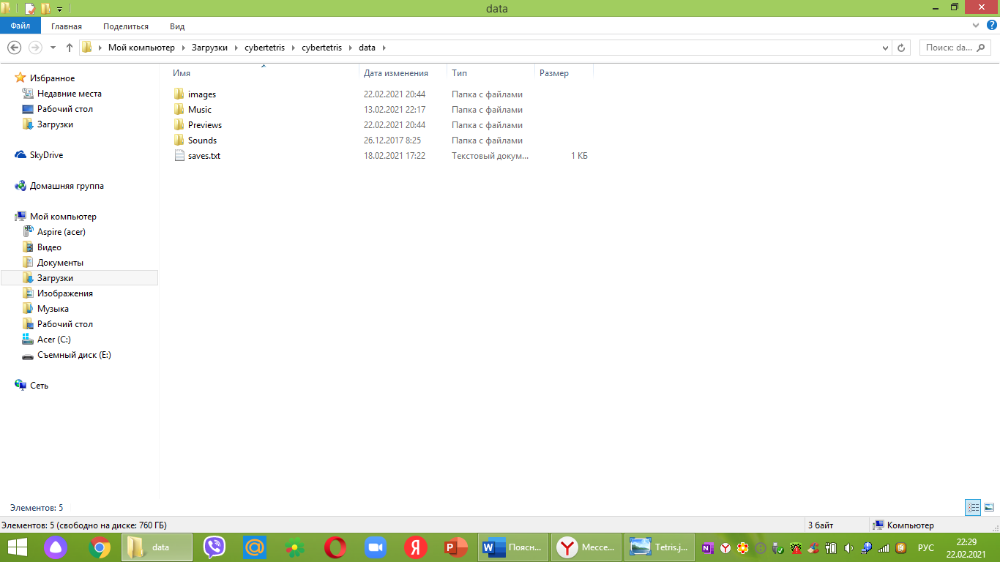 data
Файл Главная Поделиться Вид
Мой компьютер Загрузки cybertetris cybertetris data Поиск: da...
Имя Дата изменения Тип Размер
images 22.02.2021 20:44 Папка с файлами
Music 13.02.2021 22:17 Папка с файлами
Previews 22.02.2021 20:44 Папка с файлами
Sounds 26.12.2017 8:25 Папка с файлами
saves.txt 18.02.2021 17:22 Текстовый докум... 1 КБ
Избранное
Недавние места
Рабочий стол
Загрузки
SkyDrive
Домашняя группа
Мой компьютер
Aspire (acer)
Видео
Документы
Загрузки
Изображения
Музыка
Рабочий стол
Acer (C:)
Съемный диск (E:)
Сеть
Элементов: 5
Элементов: 5 (свободно на диске: 760 ГБ) 3 байт Компьютер
data Поясн... Мессе... Tetris.j... РУС 22:29
22.02.2021